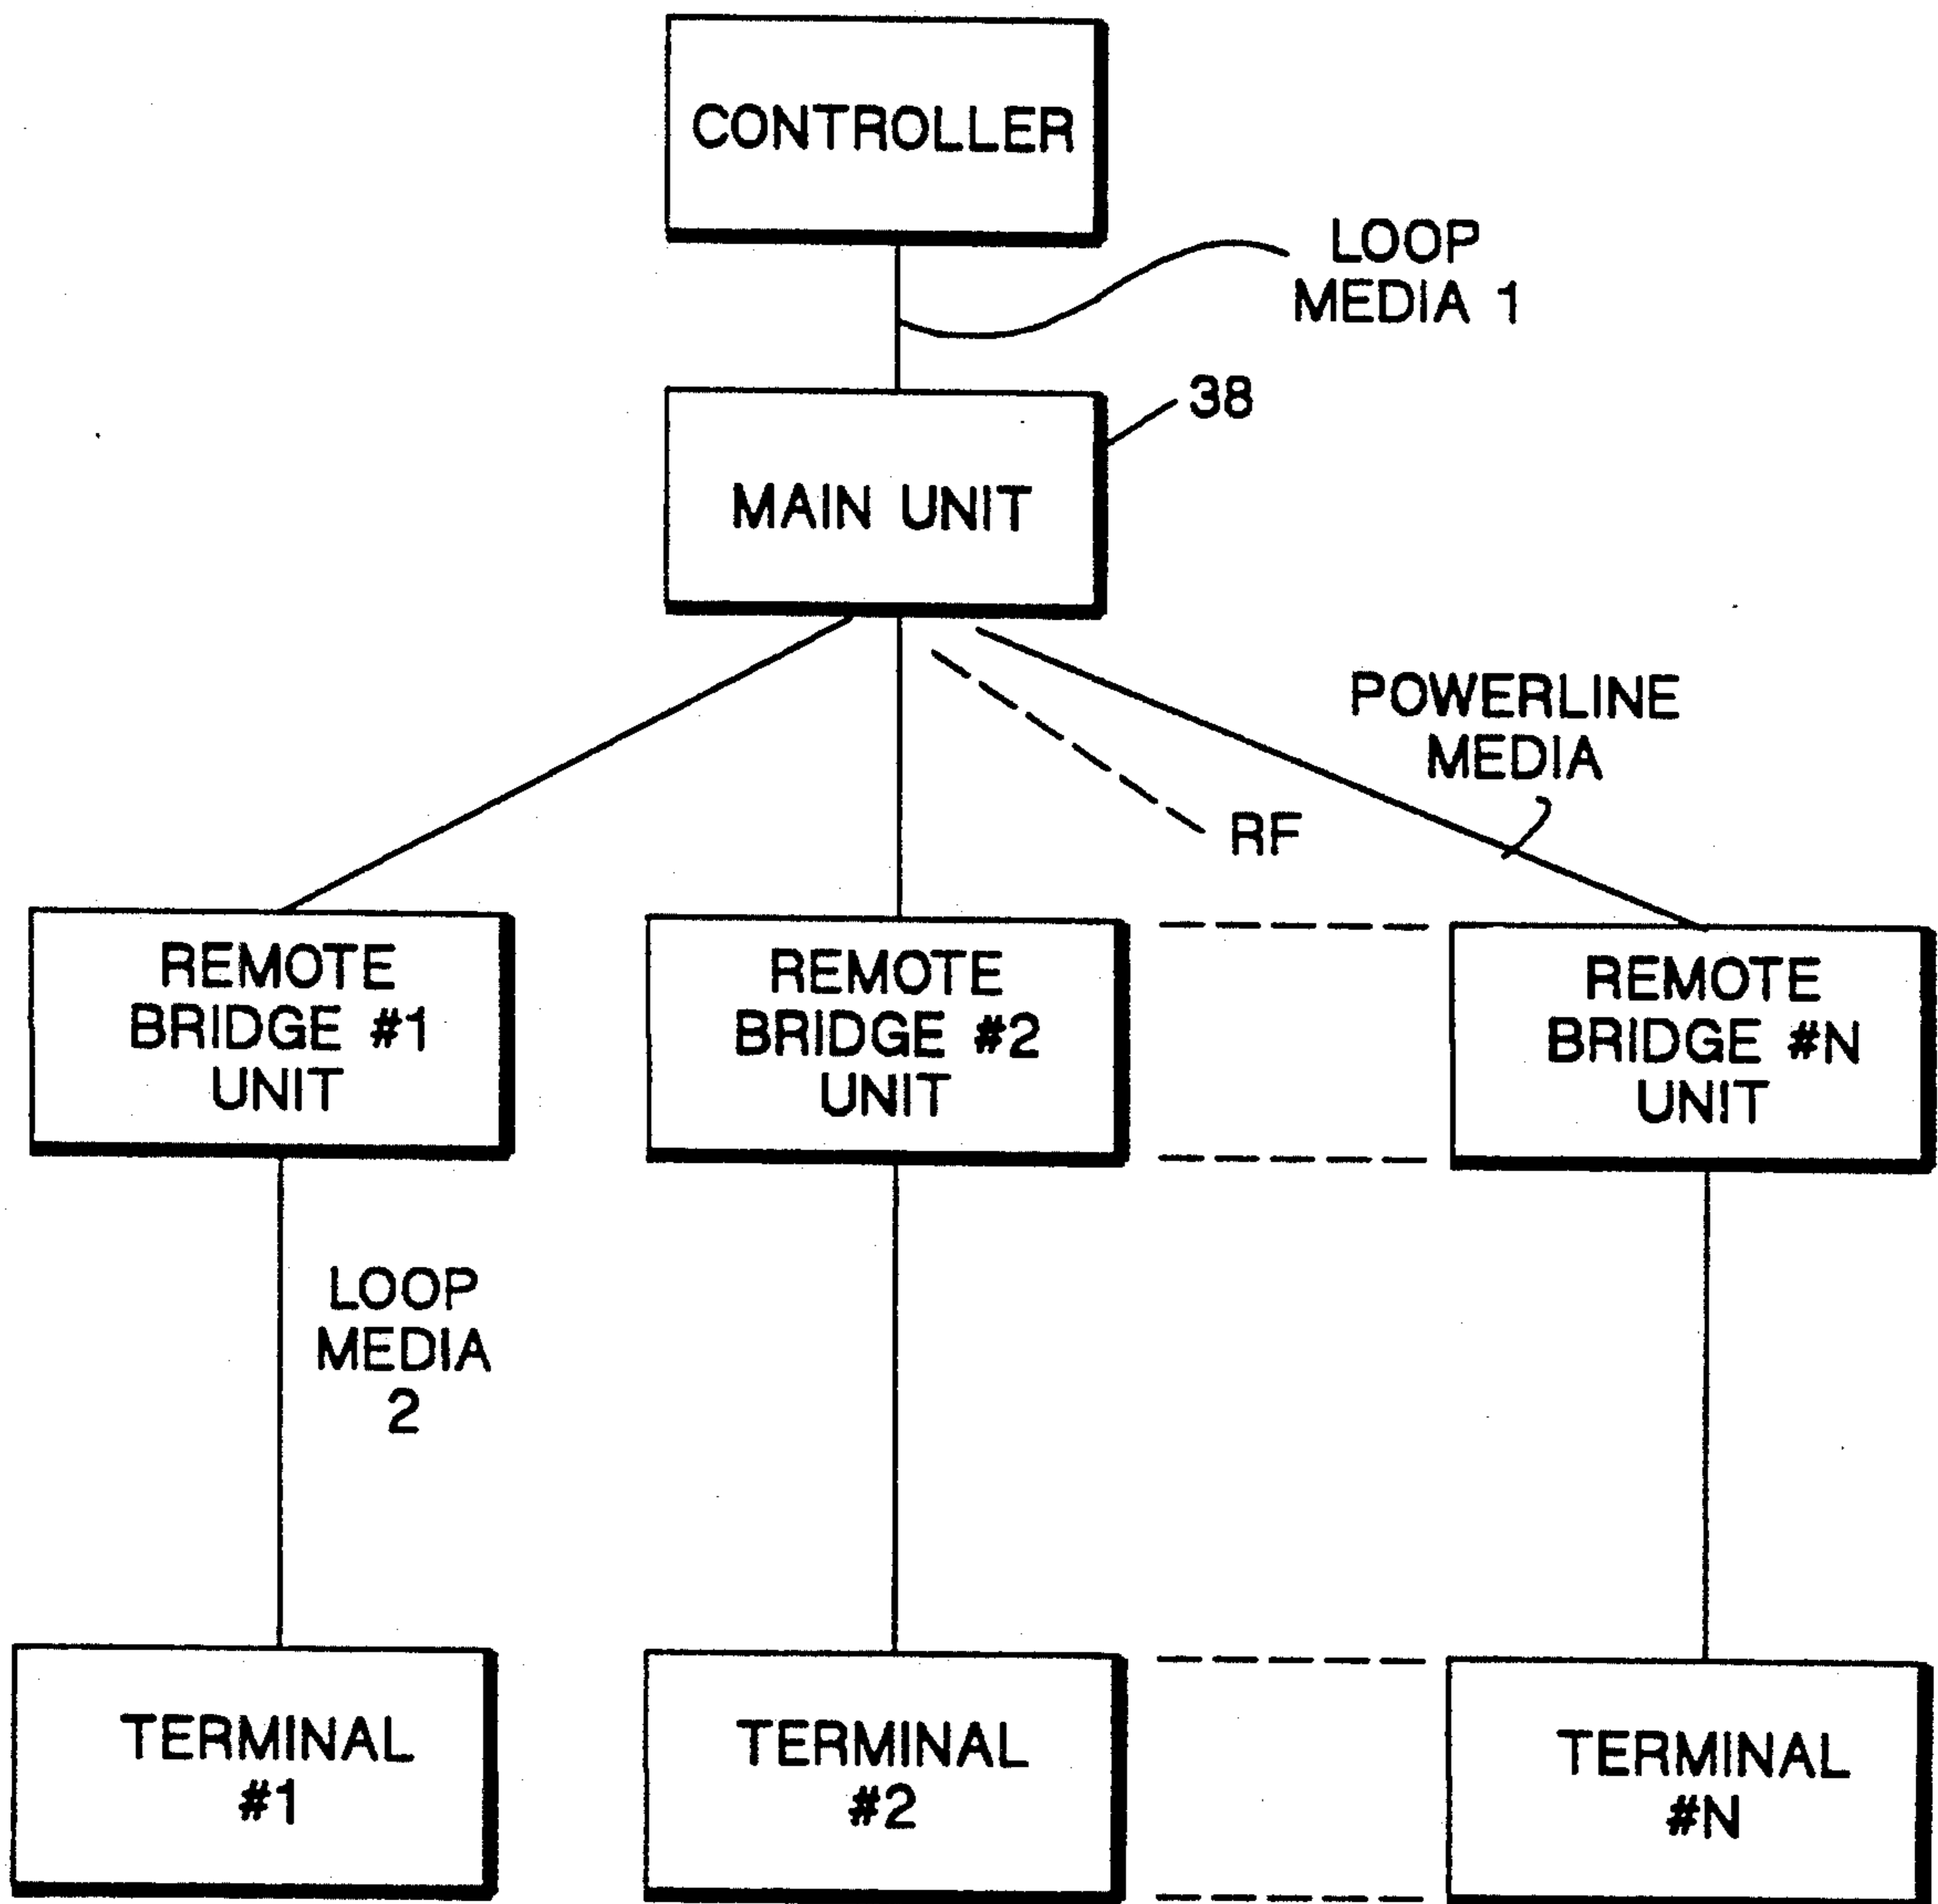 CONTROLLER
LOOP
MEDIA 1
38
MAIN UNIT
POWERLINE
MEDIA
RF
REMOTE
BRIDGE #1
UNIT
REMOTE
BRIDGE #2
UNIT
REMOTE
BRIDGE #N
UNIT
LOOP
MEDIA
2
TERMINAL
#1
TERMINAL
#2
TERMINAL
#N